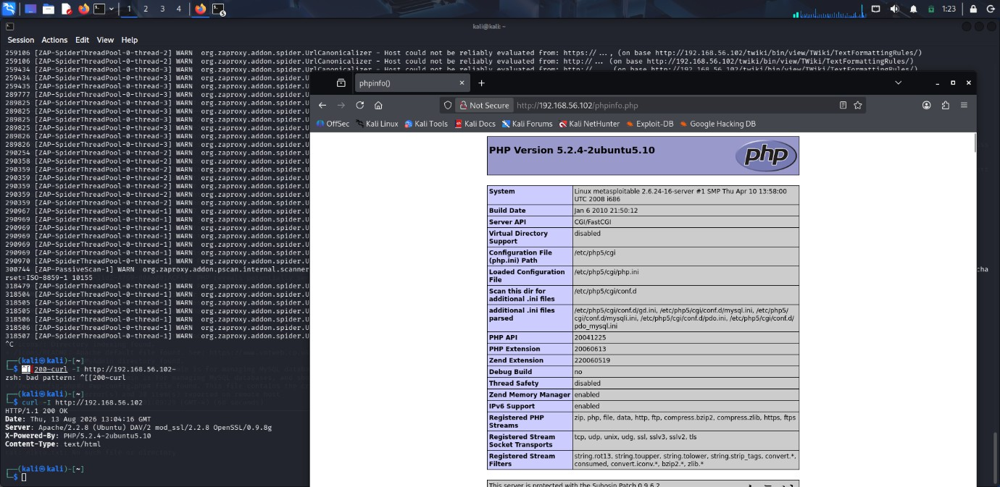 1 2 3 4
5
1:23
kali@kali: ~
Session Actions Edit View Help
259106 [ZAP-SpiderThreadPool-0-thread-2] WARN org.zaproxy.addon.spider.UrlCanonicalizer - Host could not be reliably evaluated from: https://..., (on base http://192.168.56.102/twiki/bin/view/TWiki/TextFormattingRules/)
259106 [ZAP-SpiderThreadPool-0-thread-2] WARN org.zaproxy.addon.spider.UrlCanonicalizer - Host could not be reliably evaluated from: http://..., (on base http://192.168.56.102/twiki/bin/view/TWiki/TextFormattingRules/)
259434 [ZAP-SpiderThreadPool-0-thread-3] WARN org.zaproxy.addon.spider.UrlCanonicalizer - Host could not be reliably evaluated from: http://... (on base http://192.168.56.102/twiki/bin/view/TWiki/TextFormattingRules/)
259434 [ZAP-SpiderThreadPool-0-thread-3] WARN org.zaproxy.addon.spider.U
259435 [ZAP-SpiderThreadPool-0-thread-3] WARN org.zaproxy.addon.spider.U
289777 [ZAP-SpiderThreadPool-0-thread-3] WARN org.zaproxy.addon.spider.U
289825 [ZAP-SpiderThreadPool-0-thread-3] WARN org.zaproxy.addon.spider.U
289825 [ZAP-SpiderThreadPool-0-thread-3] WARN org.zaproxy.addon.spider.U
289825 [ZAP-SpiderThreadPool-0-thread-3] WARN org.zaproxy.addon.spider.U
289825 [ZAP-SpiderThreadPool-0-thread-3] WARN org.zaproxy.addon.spider.U
289826 [ZAP-SpiderThreadPool-0-thread-3] WARN org.zaproxy.addon.spider.U
289826 [ZAP-SpiderThreadPool-0-thread-3] WARN org.zaproxy.addon.spider.U
290254 [ZAP-SpiderThreadPool-0-thread-2] WARN org.zaproxy.addon.spider.U
290358 [ZAP-SpiderThreadPool-0-thread-2] WARN org.zaproxy.addon.spider.U
290359 [ZAP-SpiderThreadPool-0-thread-2] WARN org.zaproxy.addon.spider.U
290359 [ZAP-SpiderThreadPool-0-thread-2] WARN org.zaproxy.addon.spider.U
290359 [ZAP-SpiderThreadPool-0-thread-2] WARN org.zaproxy.addon.spider.U
290359 [ZAP-SpiderThreadPool-0-thread-2] WARN org.zaproxy.addon.spider.U
290359 [ZAP-SpiderThreadPool-0-thread-2] WARN org.zaproxy.addon.spider.U
290967 [ZAP-SpiderThreadPool-0-thread-1] WARN org.zaproxy.addon.spider.U
290969 [ZAP-SpiderThreadPool-0-thread-1] WARN org.zaproxy.addon.spider.U
290969 [ZAP-SpiderThreadPool-0-thread-1] WARN org.zaproxy.addon.spider.U
290969 [ZAP-SpiderThreadPool-0-thread-1] WARN org.zaproxy.addon.spider.U
290969 [ZAP-SpiderThreadPool-0-thread-1] WARN org.zaproxy.addon.spider.U
290969 [ZAP-SpiderThreadPool-0-thread-1] WARN org.zaproxy.addon.spider.U
290970 [ZAP-SpiderThreadPool-0-thread-1] WARN org.zaproxy.addon.spider.U
300744 [ZAP-PassiveScan-1] WARN org.zaproxy.addon.pscan.internal.scanner
cha
rset=ISO-8859-1 10155
318479 [ZAP-SpiderThreadPool-0-thread-1] WARN org.zaproxy.addon.spider.U
318504 [ZAP-SpiderThreadPool-0-thread-1] WARN org.zaproxy.addon.spider.U
318505 [ZAP-SpiderThreadPool-0-thread-1] WARN org.zaproxy.addon.spider.U
318505 [ZAP-SpiderThreadPool-0-thread-1] WARN org.zaproxy.addon.spider.U
318506 [ZAP-SpiderThreadPool-0-thread-1] WARN org.zaproxy.addon.spider.U
318506 [ZAP-SpiderThreadPool-0-thread-1] WARN org.zaproxy.addon.spider.U
318507 [ZAP-SpiderThreadPool-0-thread-1] WARN org.zaproxy.addon.spider.U
^C
(kali㉿kali)-[~]
$ ^[[200~curl -I http://192.168.56.102~
zsh: bad pattern: ^[[200~curl
(kali㉿kali)-[~]
$ curl -I http://192.168.56.102
HTTP/1.1 200 OK
Date: Thu, 13 Aug 2026 13:04:16 GMT
Server: Apache/2.2.8 (Ubuntu) DAV/2 mod_ssl/2.2.8 OpenSSL/0.9.8g
X-Powered-By: PHP/5.2.4-2ubuntu5.10
Content-Type: text/html
(kali㉿kali)-[~]
$
phpinfo()
Not Secure http://192.168.56.102/phpinfo.php
OffSec Kali Linux Kali Tools Kali Docs Kali Forums Kali NetHunter Exploit-DB Google Hacking DB
PHP Version 5.2.4-2ubuntu5.10
php
System Linux metasploitable 2.6.24-16-server #1 SMP Thu Apr 10 13:58:00
UTC 2008 i686
Build Date Jan 6 2010 21:50:12
Server API CGI/FastCGI
Virtual Directory disabled
Support
Configuration File /etc/php5/cgi
(php.ini) Path
Loaded Configuration /etc/php5/cgi/php.ini
File
Scan this dir for /etc/php5/cgi/conf.d
additional .ini files
additional .ini files /etc/php5/cgi/conf.d/gd.ini, /etc/php5/cgi/conf.d/mysql.ini, /etc/php5/
parsed cgi/conf.d/mysqli.ini, /etc/php5/cgi/conf.d/pdo.ini, /etc/php5/cgi/conf.d/
pdo_mysql.ini
PHP API 20041225
PHP Extension 20060613
Zend Extension 220060519
Debug Build no
Thread Safety disabled
Zend Memory Manager enabled
IPv6 Support enabled
Registered PHP zip, php, file, data, http, ftp, compress.bzip2, compress.zlib, https, ftps
Streams
Registered Stream tcp, udp, unix, udg, ssl, sslv3, sslv2, tls
Socket Transports
Registered Stream string.rot13, string.toupper, string.tolower, string.strip_tags, convert.*,
Filters consumed, convert.iconv.*, bzip2.*, zlib.*
This server is protected with the Suhosin Patch 0.9.6.2